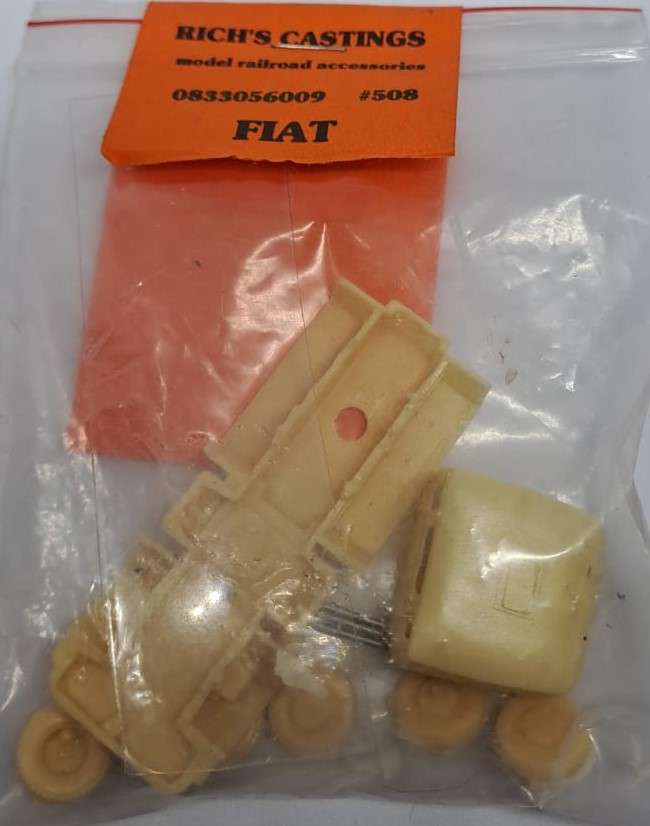 RICH'S CASTINGS
model railroad accessories
0833056009 #508
FIAT